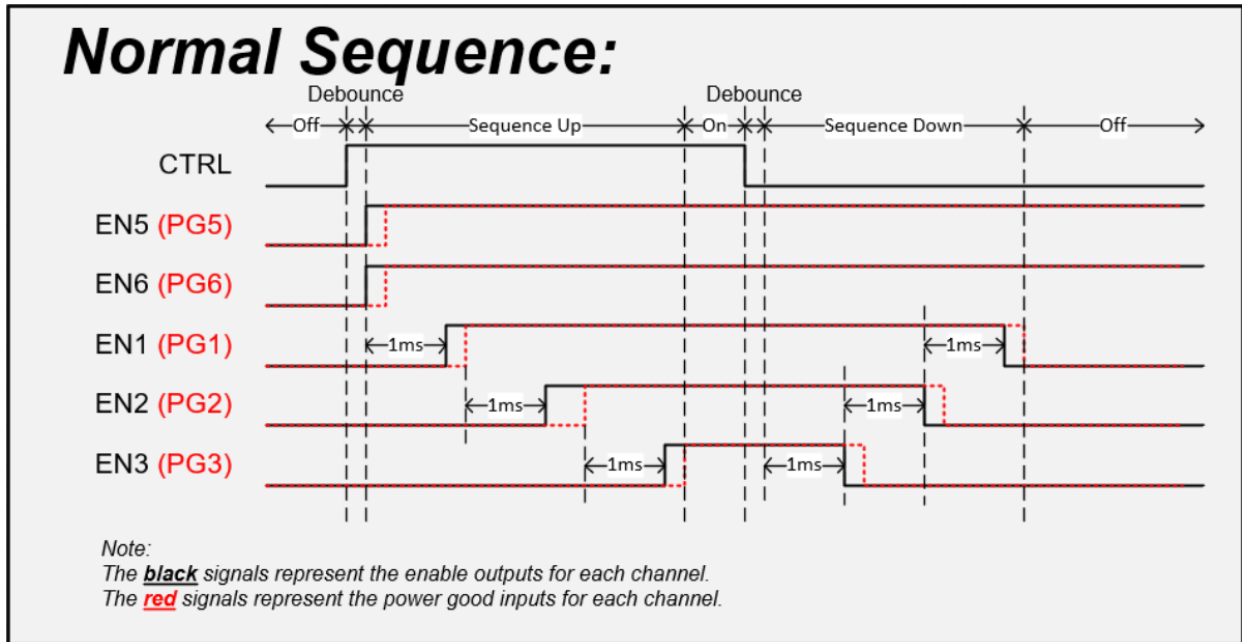 Normal Sequence:
Debounce Debounce
Off Sequence Up On Sequence Down Off
CTRL
EN5 (PG5)
EN6 (PG6)
EN1 (PG1) 1ms 1ms
EN2 (PG2) 1ms 1ms
EN3 (PG3) 1ms 1ms
Note:
The black signals represent the enable outputs for each channel.
The red signals represent the power good inputs for each channel.